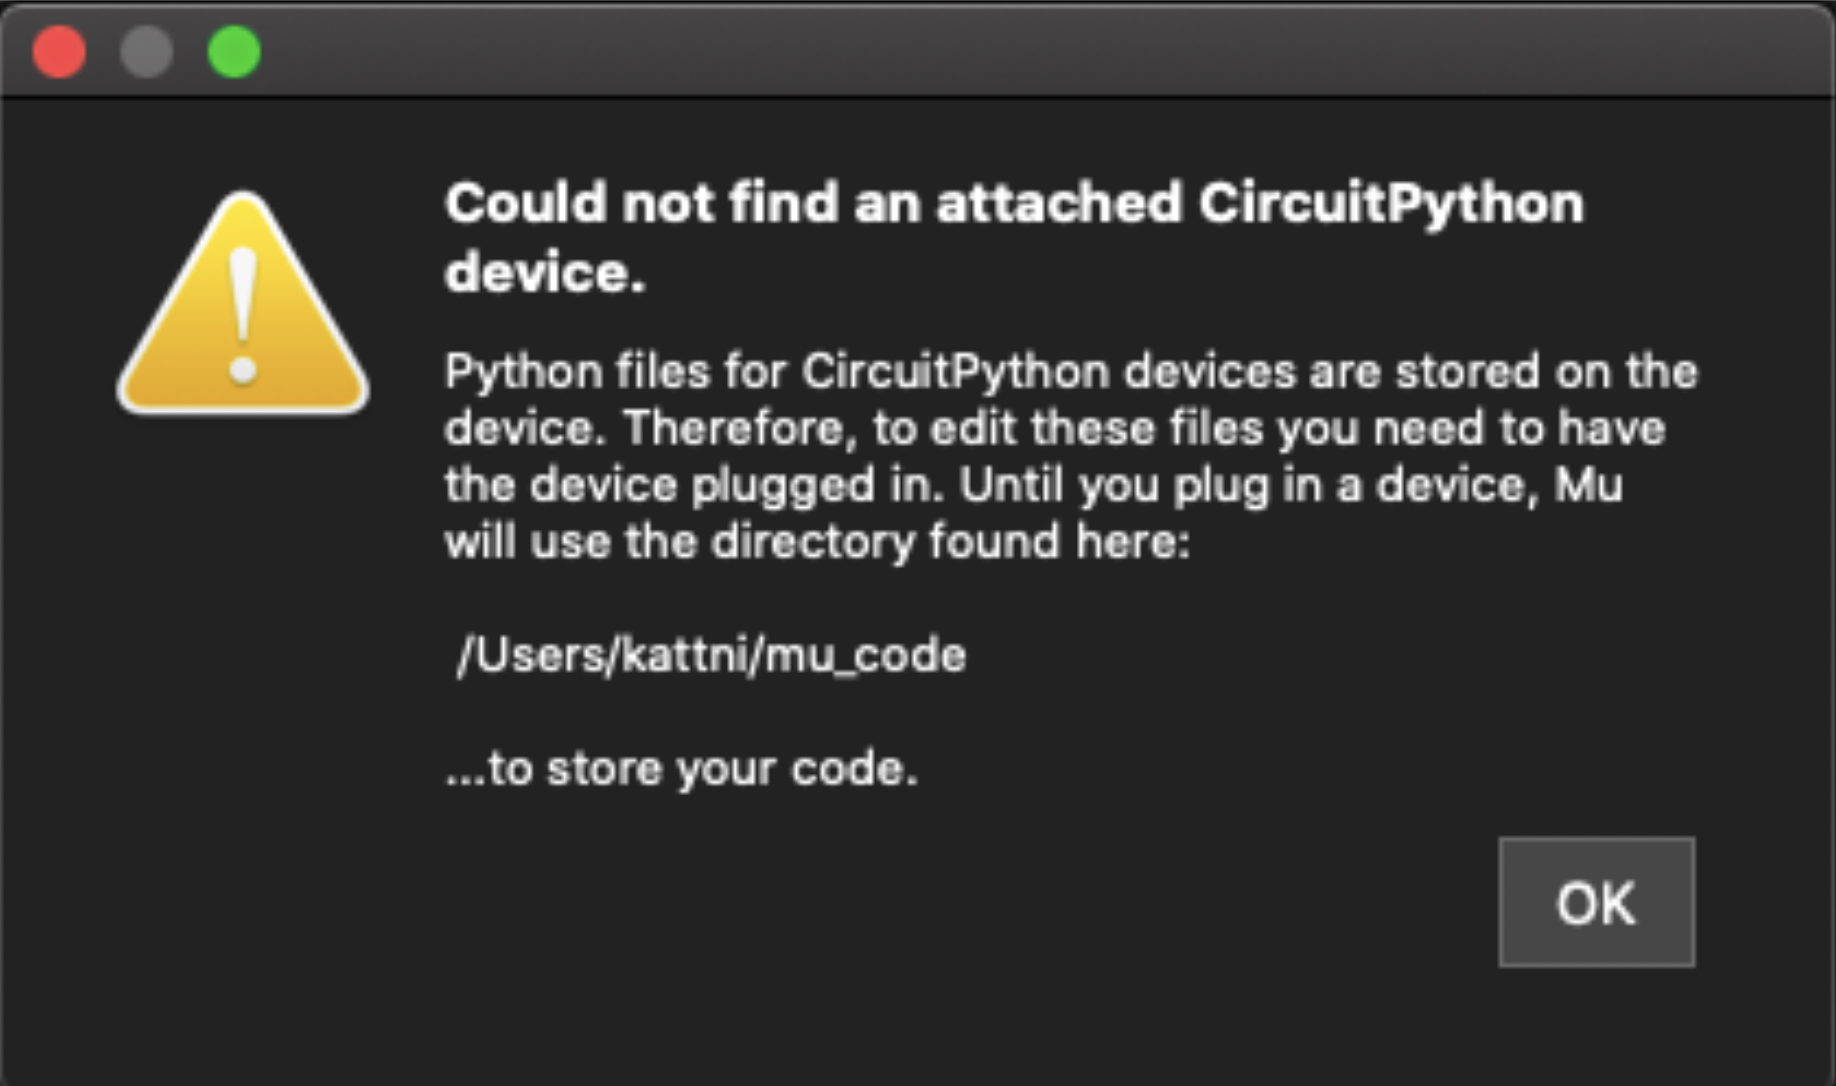 Could not find an attached CircuitPython
device.
Python files for CircuitPython devices are stored on the
device. Therefore, to edit these files you need to have
the device plugged in. Until you plug in a device, Mu
will use the directory found here:
/Users/kattni/mu_code
...to store your code.
OK